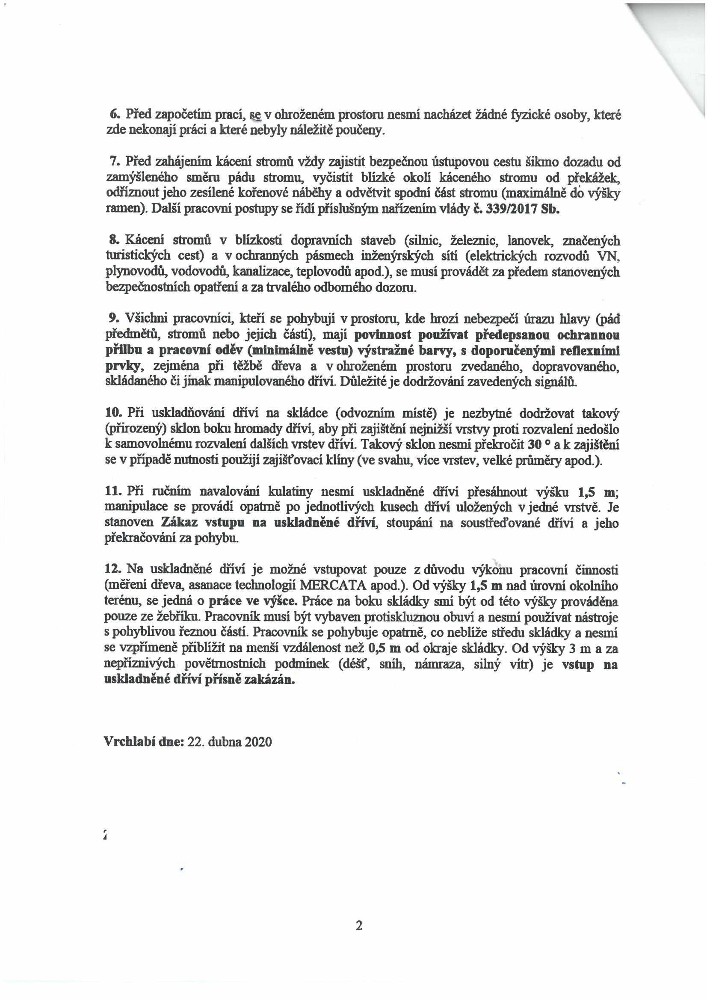 6. Před započetím prací, se v ohroženém prostoru nesmí nacházet žádné fyzické osoby, které
zde nekonají práci a které nebyly náležitě poučeny.
7. Před zahájením kácení stromů vždy zajistit bezpečnou ústupovou cestu šikmo dozadu od
zamýšleného směru pádu stromu, vyčistit blízké okolí káceného stromu od překážek,
odříznout jeho zesílené kořenové náběhy a odvětvit spodní část stromu (maximálně do výšky
ramen). Další pracovní postupy se řídí příslušným nařízením vlády č. 339/2017 Sb.
8. Kácení stromů v blízkosti dopravních staveb (silnic, železnic, lanovek, značených
turistických cest) a v ochranných pásmech inženýrských sítí (elektrických rozvodů VN,
plynovodů, vodovodů, kanalizace, teplovodů apod.), se musí provádět za předem stanovených
bezpečnostních opatření a za trvalého odborného dozoru.
9. Všichni pracovníci, kteří se pohybují v prostoru, kde hrozí nebezpečí úrazu hlavy (pád
předmětů, stromů nebo jejich částí), mají povinnost používat předepsanou ochrannou
přilbu a pracovní oděv (minimálně vestu) výstražné barvy, s doporučenými reflexními
prvky, zejména při těžbě dřeva a v ohroženém prostoru zvedaného, dopravovaného,
skládaného či jinak manipulovaného dříví. Důležité je dodržování zavedených signálů.
10. Při uskladňování dříví na skládce (odvozním místě) je nezbytné dodržovat takový
(přirozený) sklon boku hromady dříví, aby při zajištění nejnižší vrstvy proti rozvalení nedošlo
k samovolnému rozvalení dalších vrstev dříví. Takový sklon nesmí překročit 30 ° a k zajištění
se v případě nutnosti použijí zajišťovací klíny (ve svahu, více vrstev, velké průměry apod.).
11. Při ručním navalování kulatiny nesmí uskladněné dříví přesáhnout výšku 1,5 m;
manipulace se provádí opatrně po jednotlivých kusech dříví uložených v jedné vrstvě. Je
stanoven Zákaz vstupu na uskladněné dříví, stoupání na soustřeďované dříví a jeho
překračování za pohybu.
12. Na uskladněné dříví je možné vstupovat pouze z důvodu výkonu pracovní činnosti
(měření dřeva, asanace technologií MERCATA apod.). Od výšky 1,5 m nad úrovní okolního
terénu, se jedná o práce ve výšce. Práce na boku skládky smí být od této výšky prováděna
pouze ze žebříku. Pracovník musí být vybaven protiskluznou obuví a nesmí používat nástroje
s pohyblivou řeznou částí. Pracovník se pohybuje opatrně, co neblíže středu skládky a nesmí
se vzpřímeně přiblížit na menší vzdálenost než 0,5 m od okraje skládky. Od výšky 3 m a za
nepříznivých povětrnostních podmínek (déšť, sníh, námraza, silný vítr) je vstup na
uskladněné dříví přísně zakázán.
Vrchlabí dne: 22. dubna 2020
2